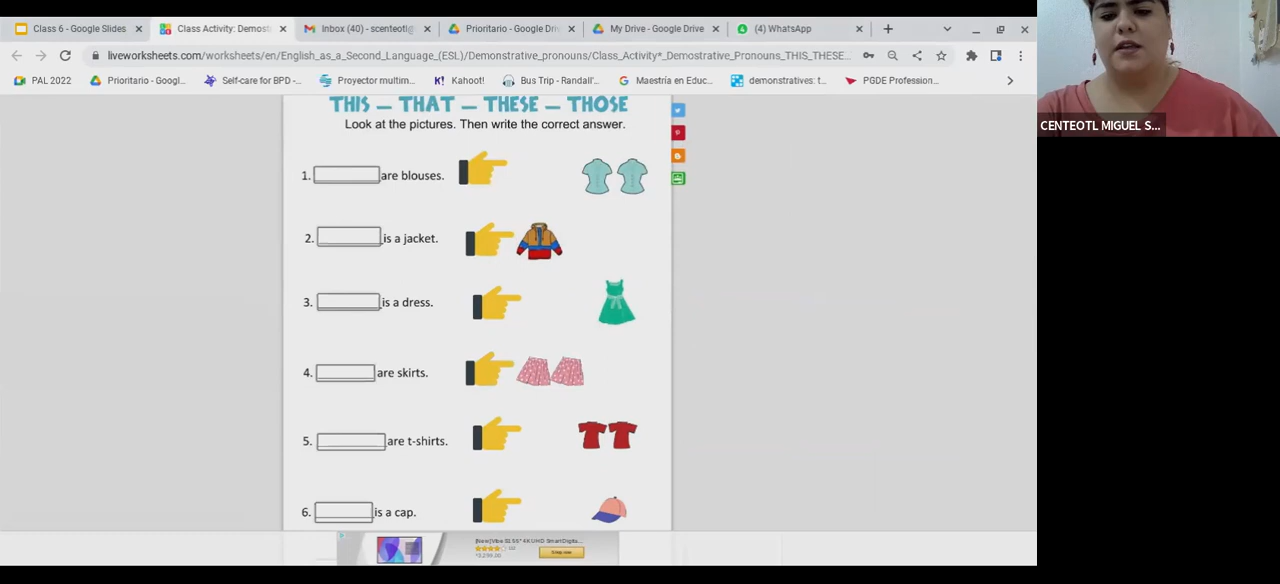 Class 6 - Google Slides
Class Activity: Demost
Inbox (40) - scenteotl@
Prioritario - Google Driv
My Drive - Google Drive
(4) WhatsApp
liveworksheets.com/worksheets/en/English_as_a_Second_Language_(ESL)/Demonstrative_pronouns/Class_Activity*_Demostrative_Pronouns_THIS_THESE...
PAL 2022
Prioritario - Googl...
Self-care for BPD -...
Proyector multim...
Kahoot!
Bus Trip - Randall'...
Maestría en Educ...
demonstratives: t...
PGDE Profession...
CENTEOTL MIGUEL S...
THIS – THAT – THESE – THOSE
Look at the pictures. Then write the correct answer.
1. are blouses.
2. is a jacket.
3. is a dress.
4. are skirts.
5. are t-shirts.
6. is a cap.